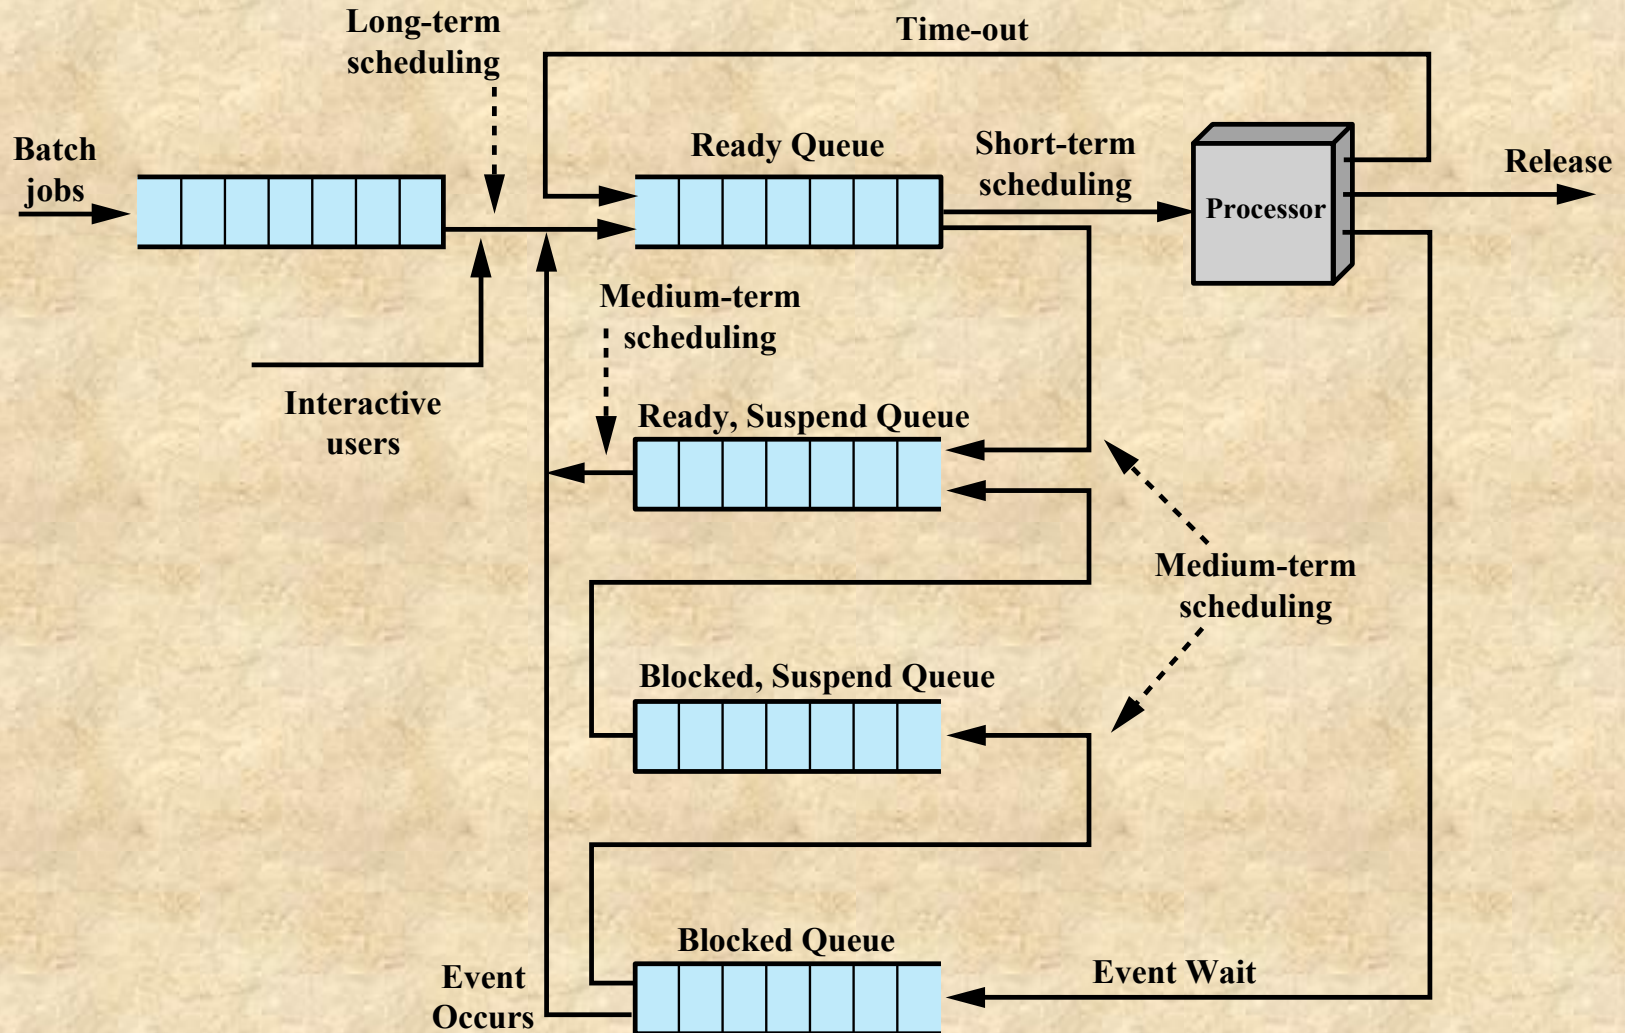 Long-term
scheduling
Time-out
Batch
jobs
Ready Queue
Short-term
scheduling
Processor
Release
Medium-term
scheduling
Interactive
users
Ready, Suspend Queue
Medium-term
scheduling
Blocked, Suspend Queue
Blocked Queue
Event Wait
Event
Occurs